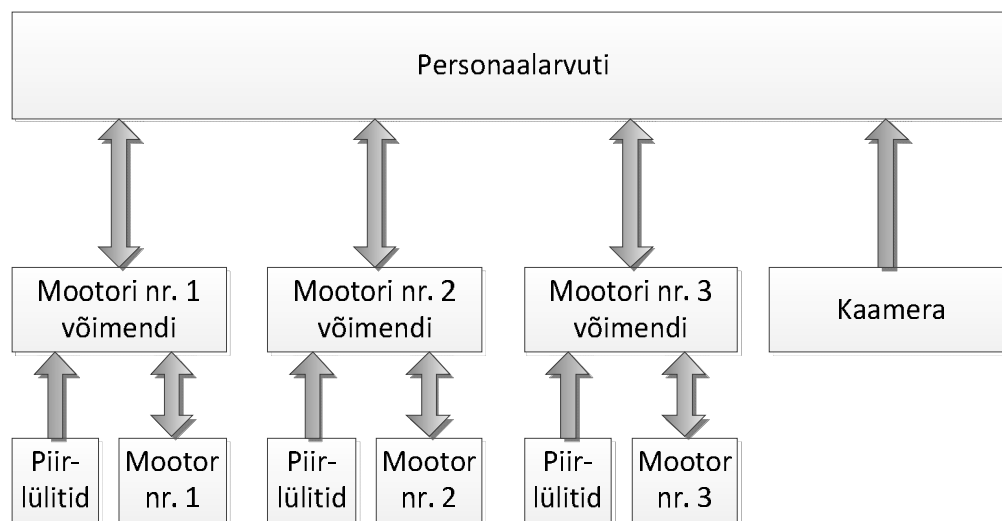 Personaalarvuti
Mootori nr. 1
võimendi
Mootori nr. 2
võimendi
Mootori nr. 3
võimendi
Kaamera
Piir-
lülitid
Mootor
nr. 1
Piir-
lülitid
Mootor
nr. 2
Piir-
lülitid
Mootor
nr. 3